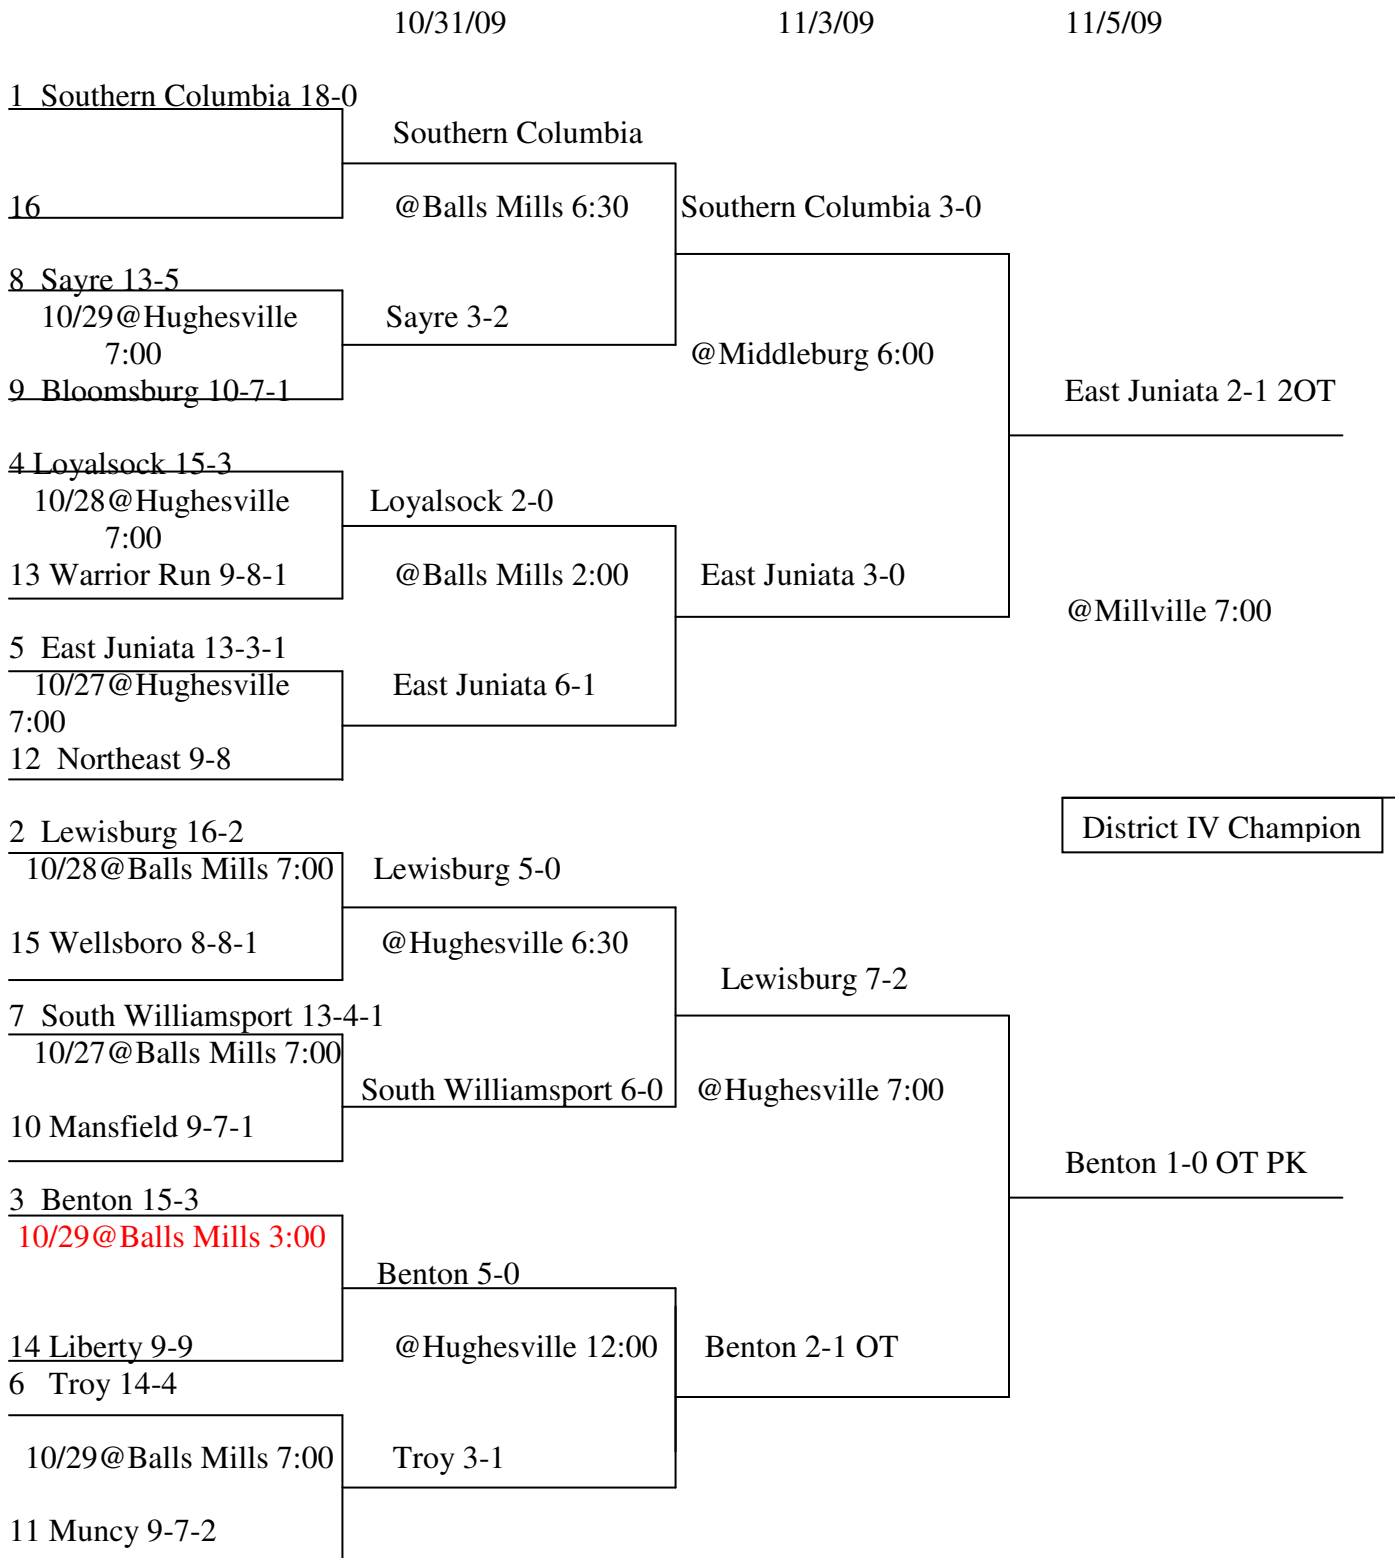 10/31/09 11/3/09 11/5/09
1 Southern Columbia 18-0
Southern Columbia
16 @Balls Mills 6:30 Southern Columbia 3-0
8 Sayre 13-5
10/29@Hughesville Sayre 3-2
7:00 @Middleburg 6:00
9 Bloomsburg 10-7-1 East Juniata 2-1 2OT
4 Loyalsock 15-3
10/28@Hughesville Loyalsock 2-0
7:00
13 Warrior Run 9-8-1 @Balls Mills 2:00 East Juniata 3-0
@Millville 7:00
5 East Juniata 13-3-1
10/27@Hughesville East Juniata 6-1
7:00
12 Northeast 9-8
2 Lewisburg 16-2 District IV Champion
10/28@Balls Mills 7:00 Lewisburg 5-0
15 Wellsboro 8-8-1 @Hughesville 6:30
Lewisburg 7-2
7 South Williamsport 13-4-1
10/27@Balls Mills 7:00
South Williamsport 6-0 @Hughesville 7:00
10 Mansfield 9-7-1
Benton 1-0 OT PK
3 Benton 15-3
10/29@Balls Mills 3:00
Benton 5-0
14 Liberty 9-9 @Hughesville 12:00 Benton 2-1 OT
6 Troy 14-4
10/29@Balls Mills 7:00 Troy 3-1
11 Muncy 9-7-2